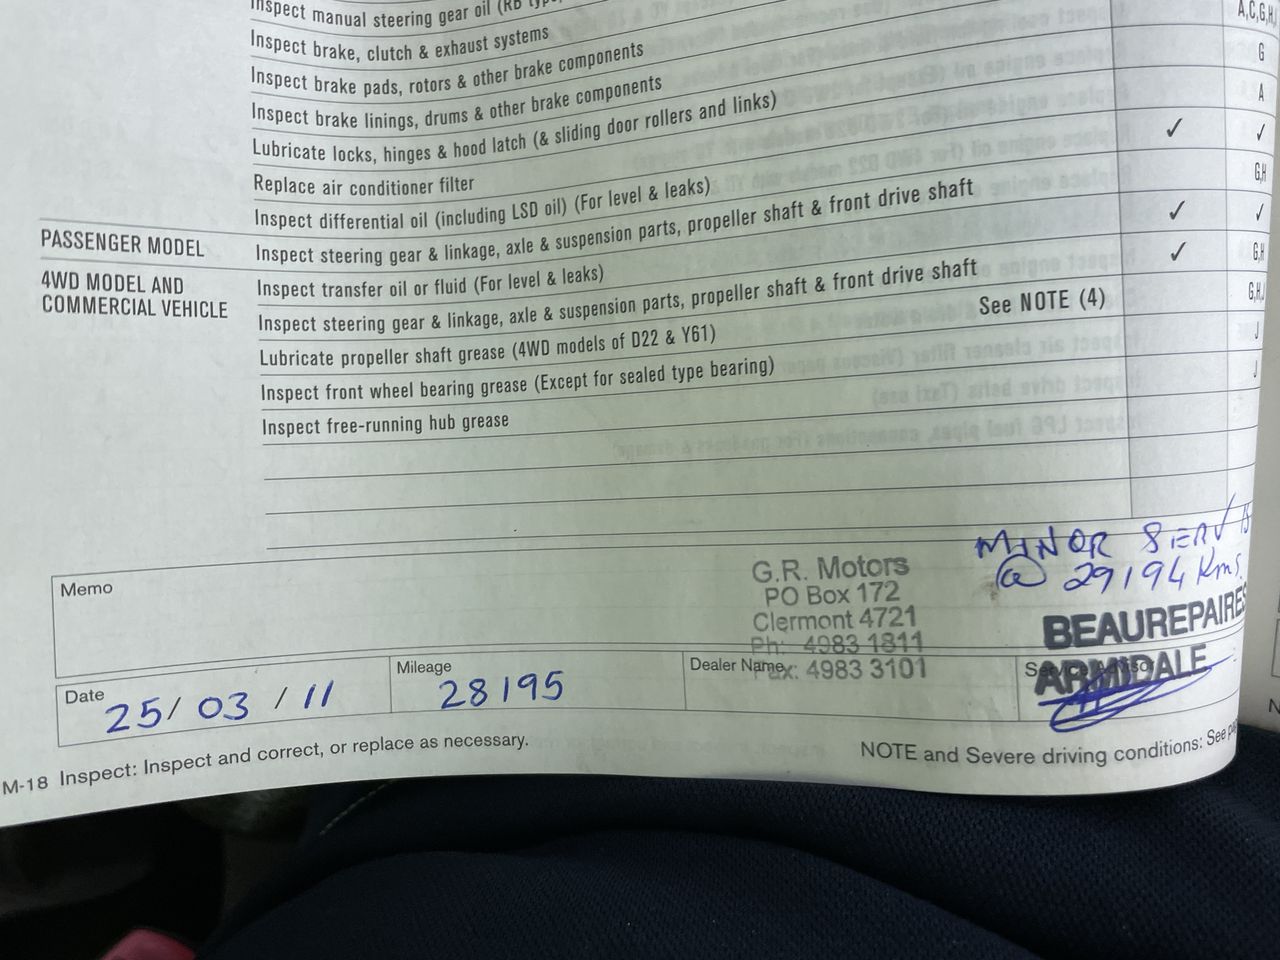 Inspect manual steering gear oil (RB
Inspect brake, clutch & exhaust systems
A,C,G,H,
Inspect brake pads, rotors & other brake components
G
Inspect brake linings, drums & other brake components
A
Lubricate locks, hinges & hood latch (& sliding door rollers and links)
✓ ✓
Replace air conditioner filter
G,H
Inspect differential oil (including LSD oil) (For level & leaks)
✓ ✓
PASSENGER MODEL
Inspect steering gear & linkage, axle & suspension parts, propeller shaft & front drive shaft
✓ G,H
4WD MODEL AND
COMMERCIAL VEHICLE
Inspect transfer oil or fluid (For level & leaks)
G,H,
Inspect steering gear & linkage, axle & suspension parts, propeller shaft & front drive shaft
Lubricate propeller shaft grease (4WD models of D22 & Y61)
See NOTE (4)
J
Inspect front wheel bearing grease (Except for sealed type bearing)
J
Inspect free-running hub grease
MINOR SERV
@ 29194 Kms.
Memo
G.R. Motors
PO Box 172
Clermont 4721
Ph: 4983 1811
Fax: 4983 3101
BEAUREPAIRES
ARMIDALE
Date
25/03/11
Mileage
28195
Dealer Name
M-18 Inspect: Inspect and correct, or replace as necessary.
NOTE and Severe driving conditions: See